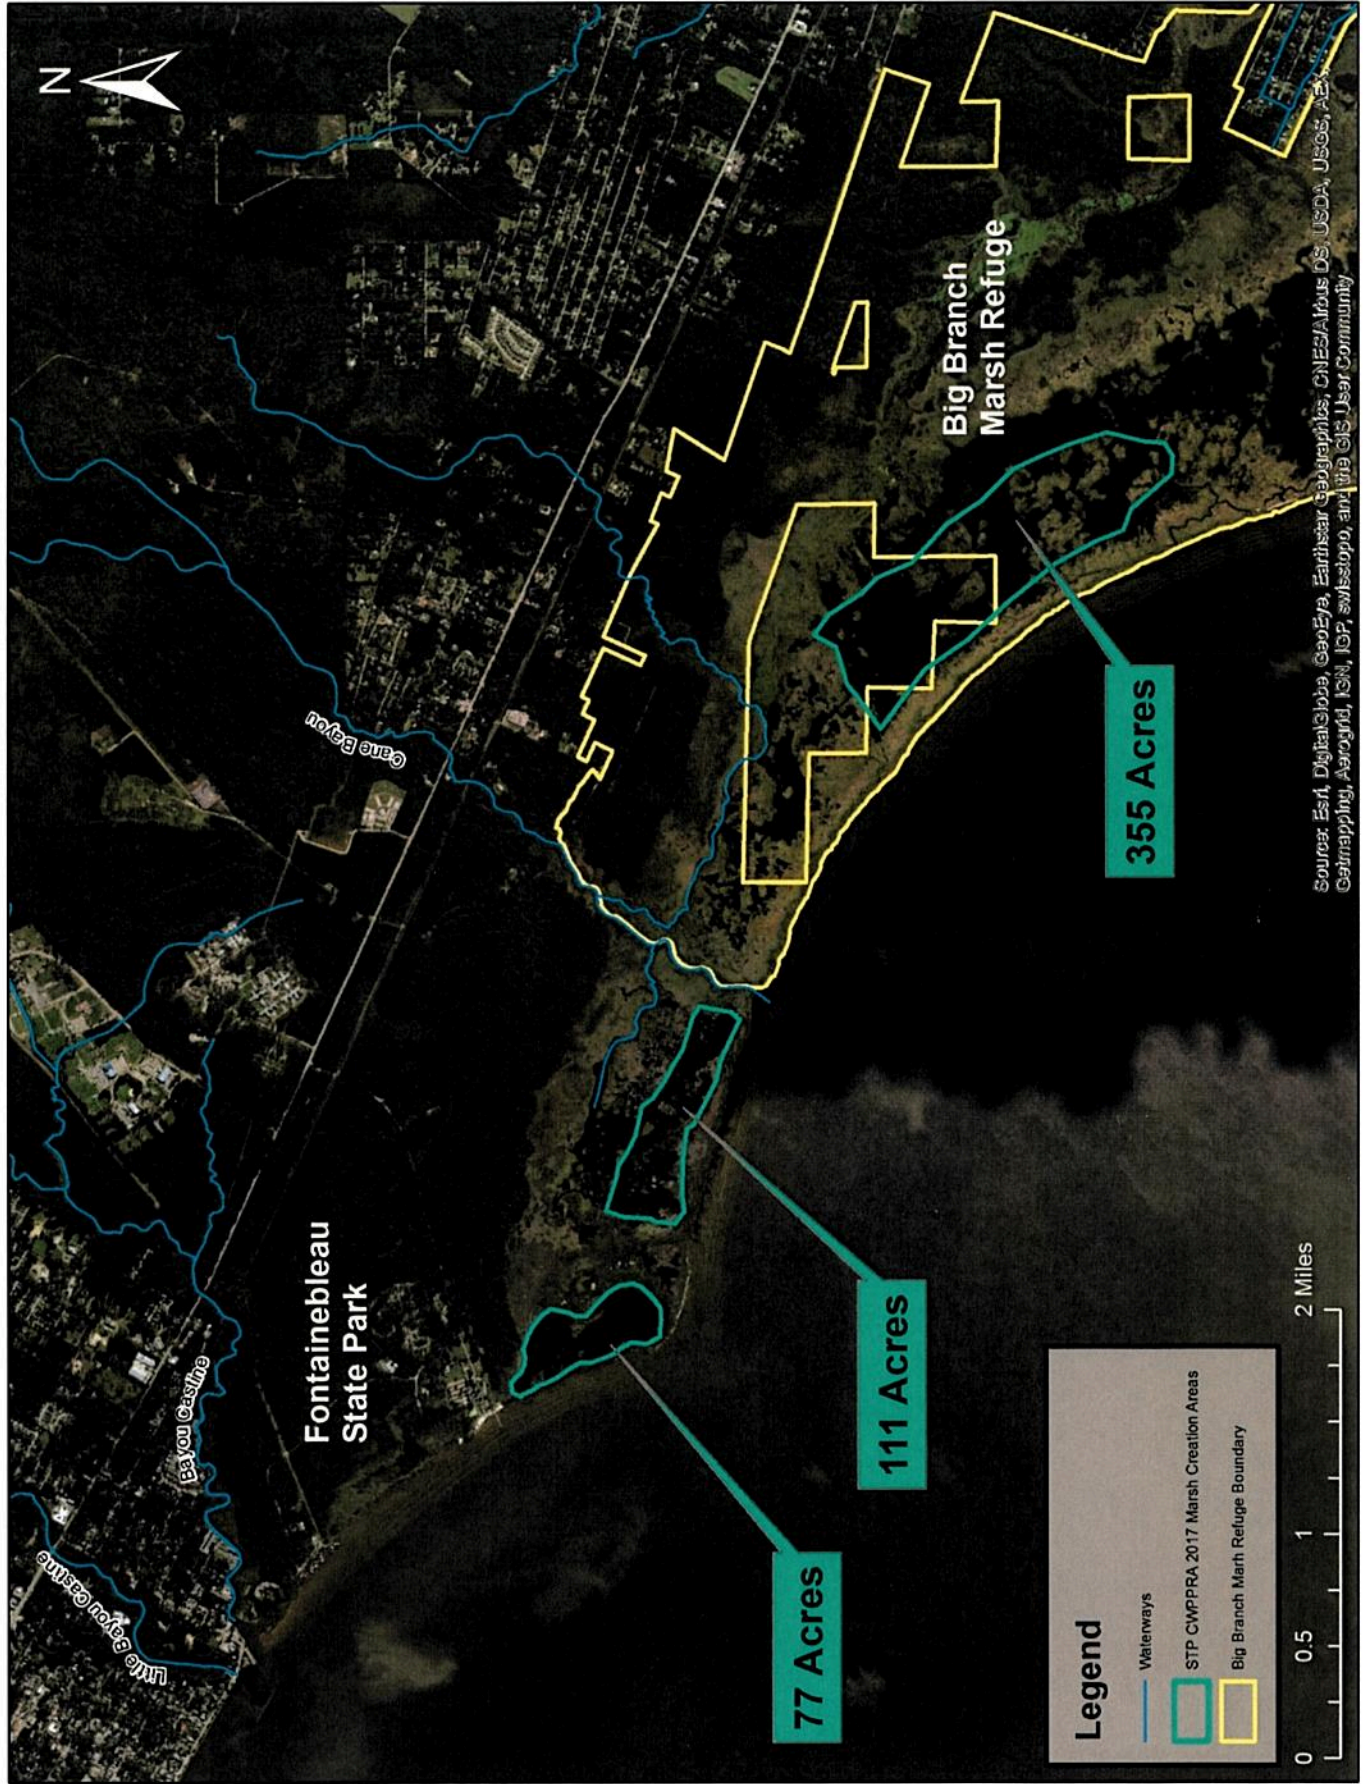 N
Little Bayou Castine
Bayou Castine
Cane Bayou
Fontainebleau
State Park
Big Branch
Marsh Refuge
77 Acres
111 Acres
355 Acres
Legend
Waterways
STP CWPPRA 2017 Marsh Creation Areas
Big Branch Marh Refuge Boundary
0 0.5 1 2 Miles
Source: Esri, DigitalGlobe, GeoEye, Earthstar Geographics, CNES/Airbus DS, USDA, USGS, AEX,
Getmapping, Aerogrid, IGN, IGP, swisstopo, and the GIS User Community